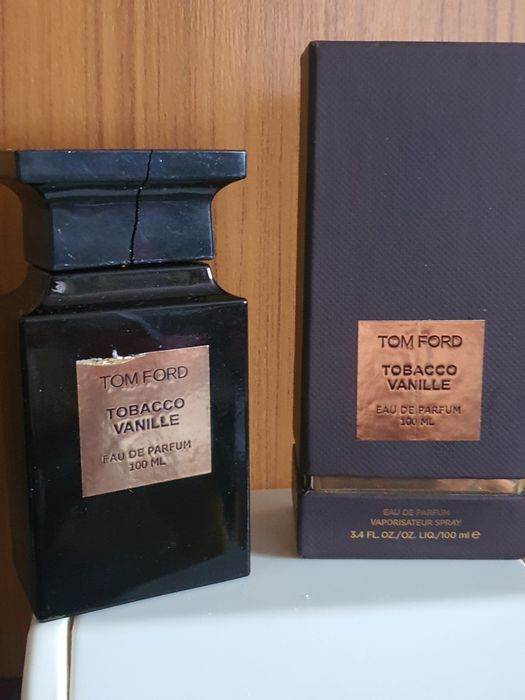 TOM FORD
TOBACCO
VANILLE
EAU DE PARFUM
100 ML
TOM FORD
TOBACCO
VANILLE
EAU DE PARFUM
100 ML
EAU DE PARFUM
VAPORISATEUR SPRAY
3.4 FL. OZ./OZ. LIQ./100 ml ℮